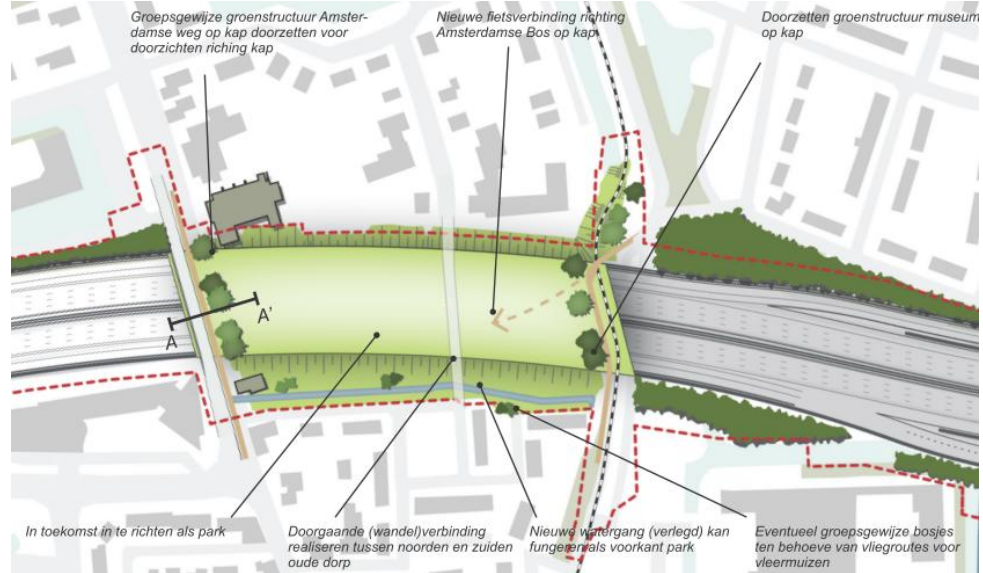 Groepsgewijze groenstructuur Amster-
damse weg op kap doorzetten voor
doorzichten riching kap
Nieuwe fietsverbinding richting
Amsterdamse Bos op kap
Doorzetten groenstructuur museum
op kap
A'
A
In toekomst in te richten als park
Doorgaande (wandel)verbinding
realiseren tussen noorden en zuiden
oude dorp
Nieuwe watergang (verlegd) kan
fungeren als voorkant park
Eventueel groepsgewijze bosjes
ten behoeve van vliegroutes voor
vleermuizen